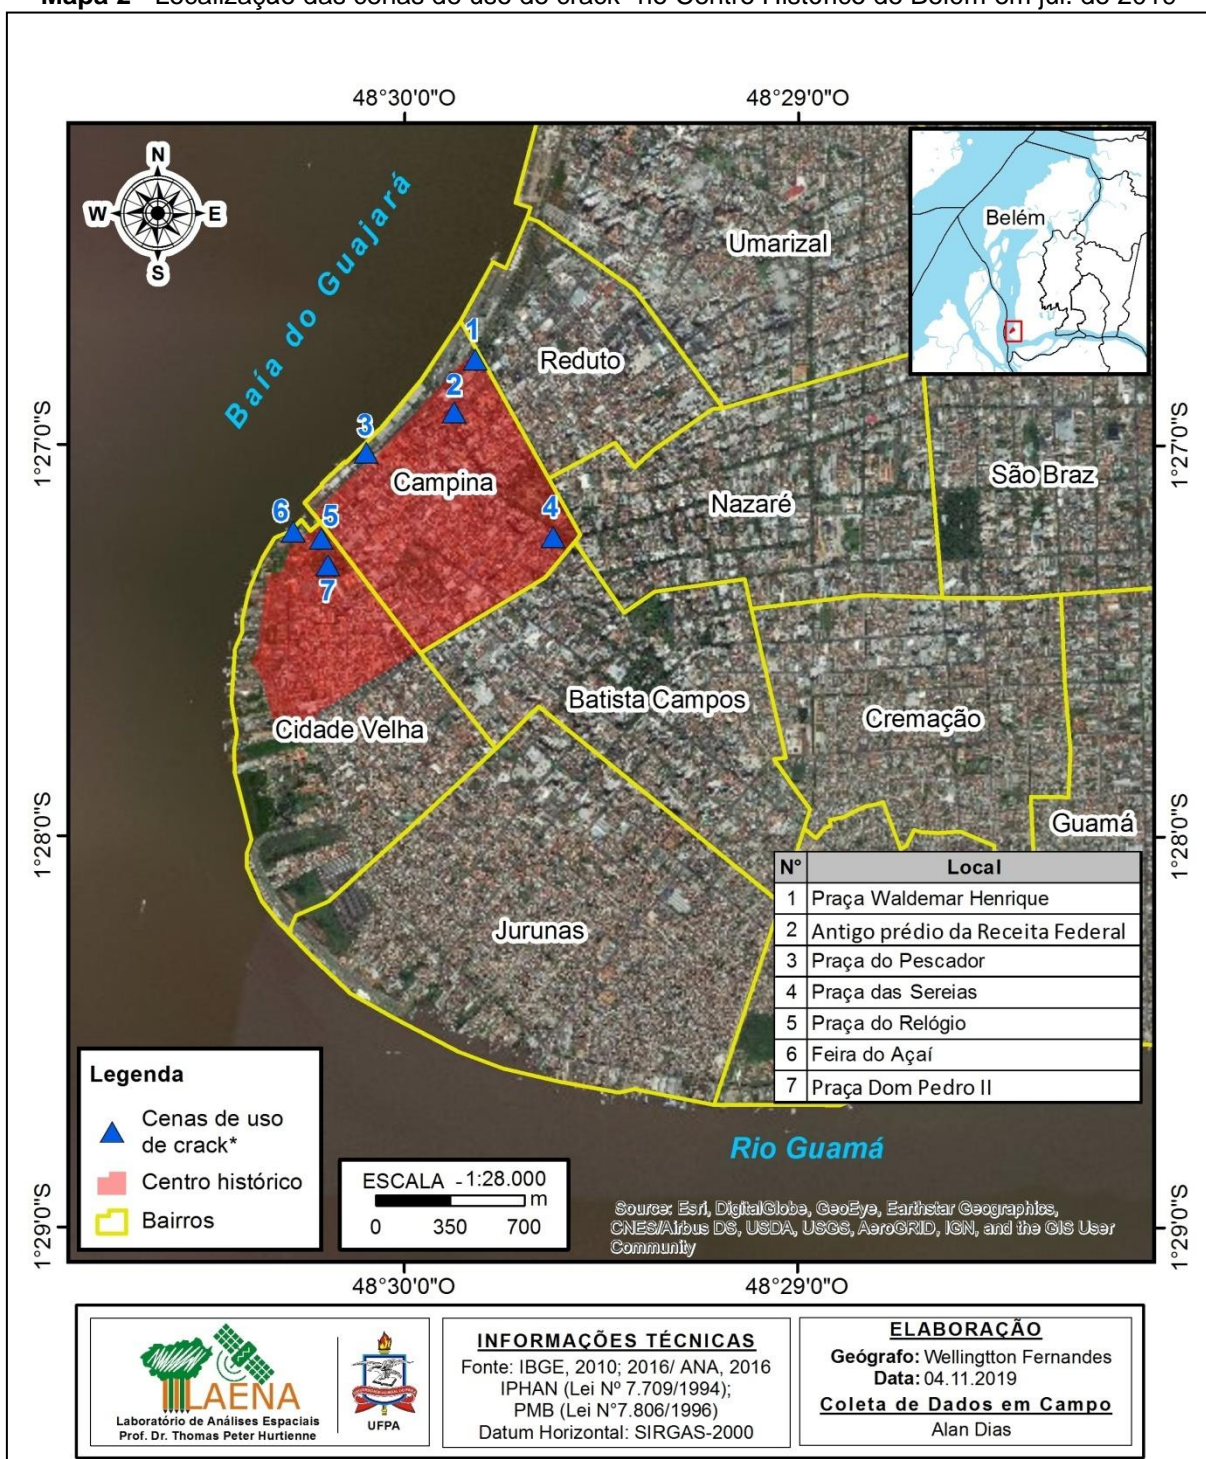 Mapa 2 - Localização das cenas de uso de crack* no Centro Histórico de Belém em jul. de 2019
48°30'0"O
48°29'0"O
N
W
E
S
Baía do Guajará
Belém
Umarizal
1
Reduto
2
3
1°27'0"S
1°27'0"S
Campina
São Braz
Nazaré
4
6
5
7
Batista Campos
Cidade Velha
Cremação
1°28'0"S
1°28'0"S
Guamá
Jurunas
N° Local
1 Praça Waldemar Henrique
2 Antigo prédio da Receita Federal
3 Praça do Pescador
4 Praça das Sereias
5 Praça do Relógio
6 Feira do Açaí
7 Praça Dom Pedro II
Rio Guamá
Legenda
Cenas de uso
de crack*
Centro histórico
Bairros
ESCALA - 1:28.000
m
0 350 700
Source: Esri, DigitalGlobe, GeoEye, Earthstar Geographics,
CNES/Airbus DS, USDA, USGS, AeroGRID, IGN, and the GIS User
Community
1°29'0"S
1°29'0"S
48°30'0"O
48°29'0"O
LAENA
Laboratório de Análises Espaciais
Prof. Dr. Thomas Peter Hurtienne
UFPA
INFORMAÇÕES TÉCNICAS
Fonte: IBGE, 2010; 2016/ ANA, 2016
IPHAN (Lei Nº 7.709/1994);
PMB (Lei N°7.806/1996)
Datum Horizontal: SIRGAS-2000
ELABORAÇÃO
Geógrafo: Wellingtton Fernandes
Data: 04.11.2019
Coleta de Dados em Campo
Alan Dias